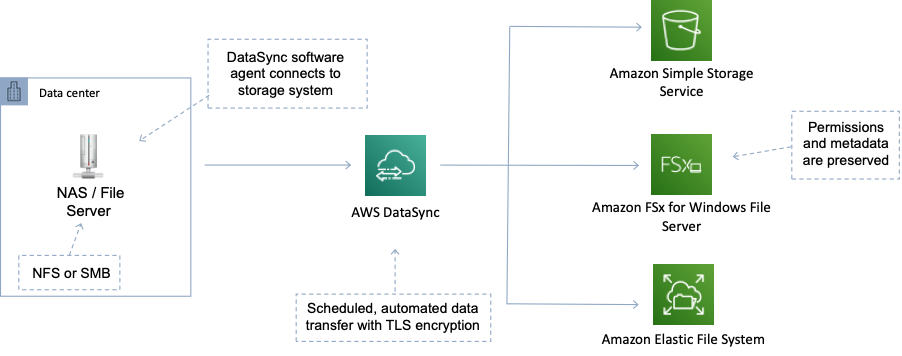 DataSync software
agent connects to
storage system
Data center
NAS / File
Server
NFS or SMB
AWS DataSync
Scheduled, automated data
transfer with TLS encryption
Amazon Simple Storage
Service
FSx
Amazon FSx for Windows File
Server
Permissions
and metadata
are preserved
Amazon Elastic File System